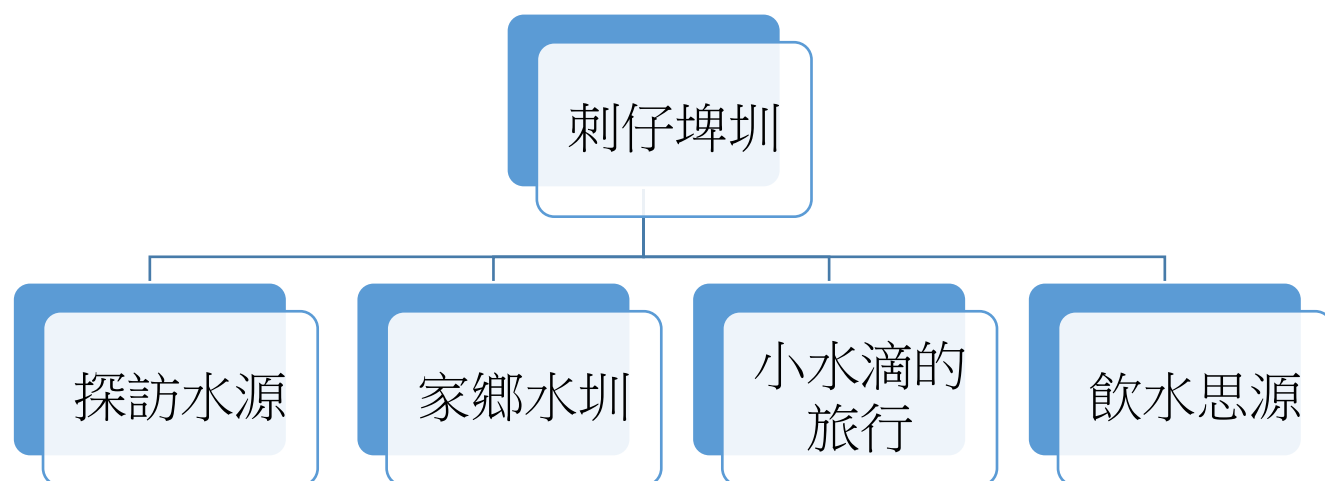 刺仔埤圳
探訪水源
家鄉水圳
小水滴的
旅行
飲水思源